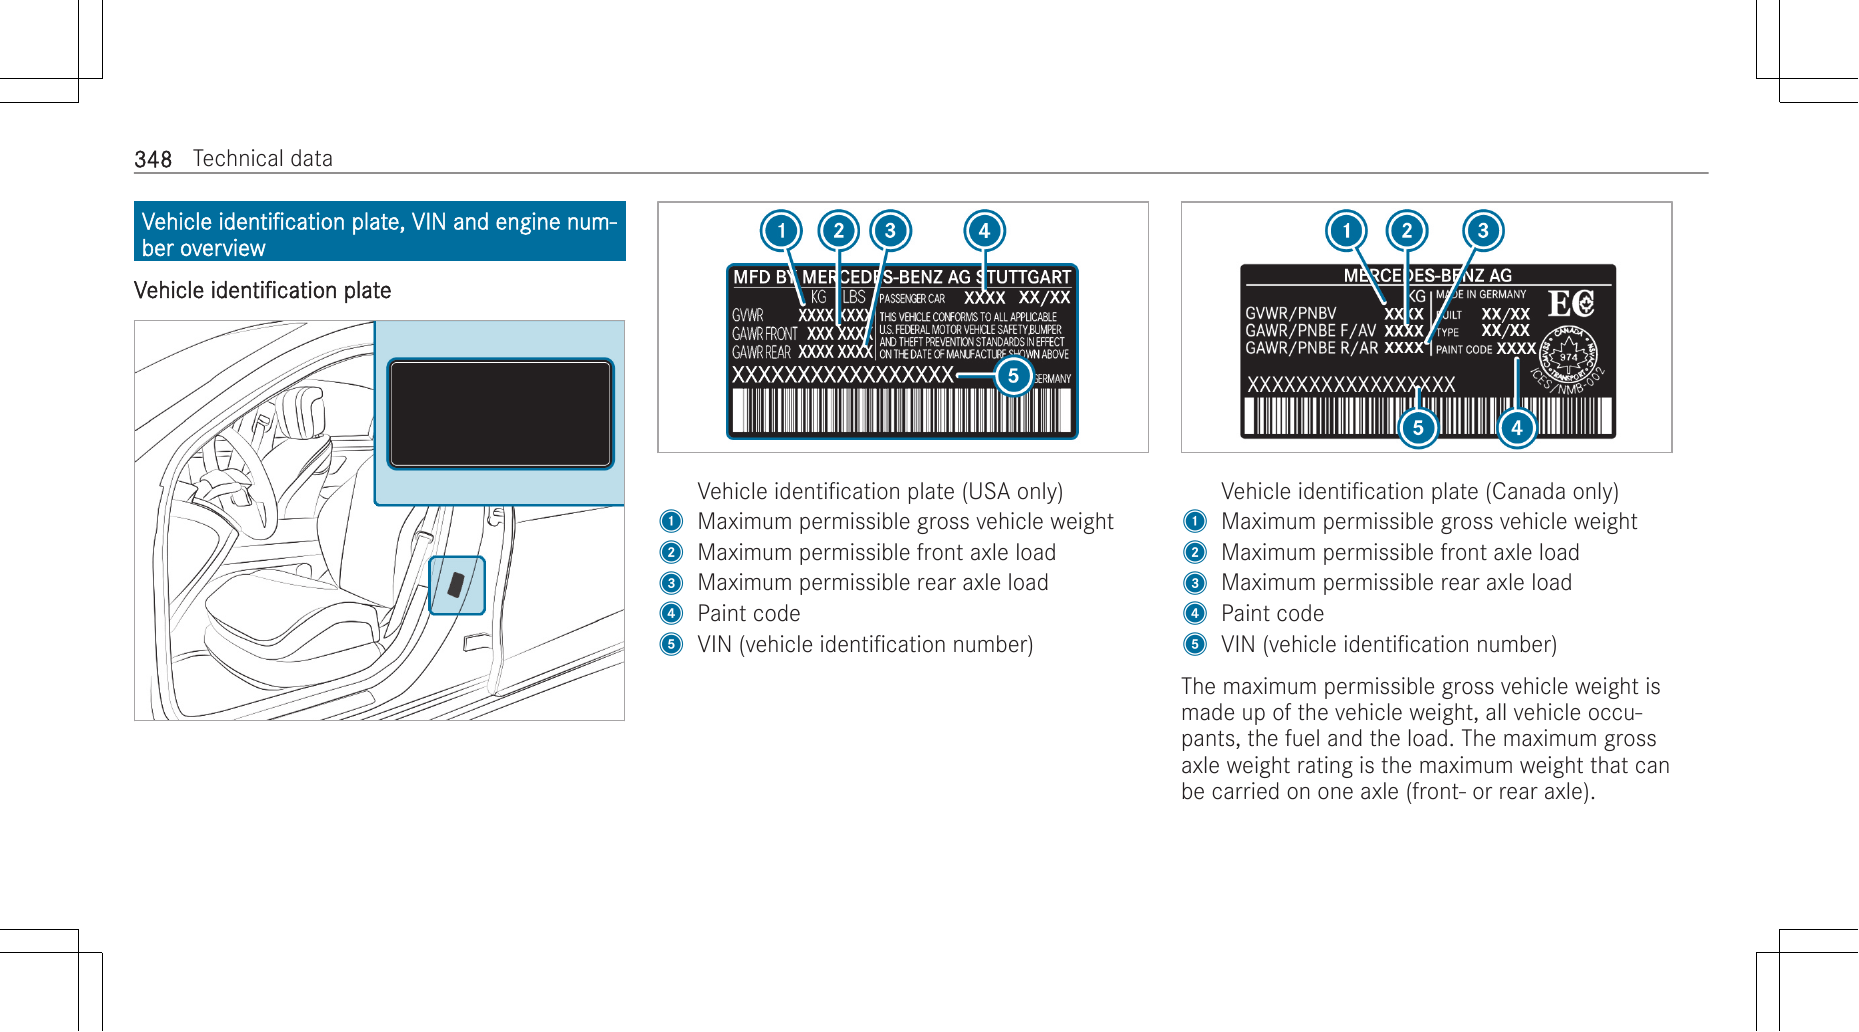 348 Technical data
Vehicle identification plate, VIN and engine num-
ber overview
Vehicle identification plate
1 2 3 4
MFD BY MERCEDES-BENZ AG STUTTGART
KG LBS PASSENGER CAR XXXX XX/XX
GVWR XXXX XXXX THIS VEHICLE CONFORMS TO ALL APPLICABLE
GAWR FRONT XXX XXXX U.S. FEDERAL MOTOR VEHICLE SAFETY,BUMPER
AND THEFT PREVENTION STANDARDS IN EFFECT
GAWR REAR XXXX XXXX ON THE DATE OF MANUFACTURE SHOWN ABOVE
XXXXXXXXXXXXXXXXX 5 GERMANY
Vehicle identification plate (USA only)
1 Maximum permissible gross vehicle weight
2 Maximum permissible front axle load
3 Maximum permissible rear axle load
4 Paint code
5 VIN (vehicle identification number)
1 2 3
MERCEDES-BENZ AG
KG MADE IN GERMANY
GVWR/PNBV XXXX BUILT XX/XX
GAWR/PNBE F/AV XXXX TYPE XX/XX
GAWR/PNBE R/AR XXXX PAINT CODE XXXX
EC
CANADA
974
TRANSPORT
ICES/NMB-002
XXXXXXXXXXXXXXXXX
5 4
Vehicle identification plate (Canada only)
1 Maximum permissible gross vehicle weight
2 Maximum permissible front axle load
3 Maximum permissible rear axle load
4 Paint code
5 VIN (vehicle identification number)
The maximum permissible gross vehicle weight is
made up of the vehicle weight, all vehicle occu-
pants, the fuel and the load. The maximum gross
axle weight rating is the maximum weight that can
be carried on one axle (front- or rear axle).